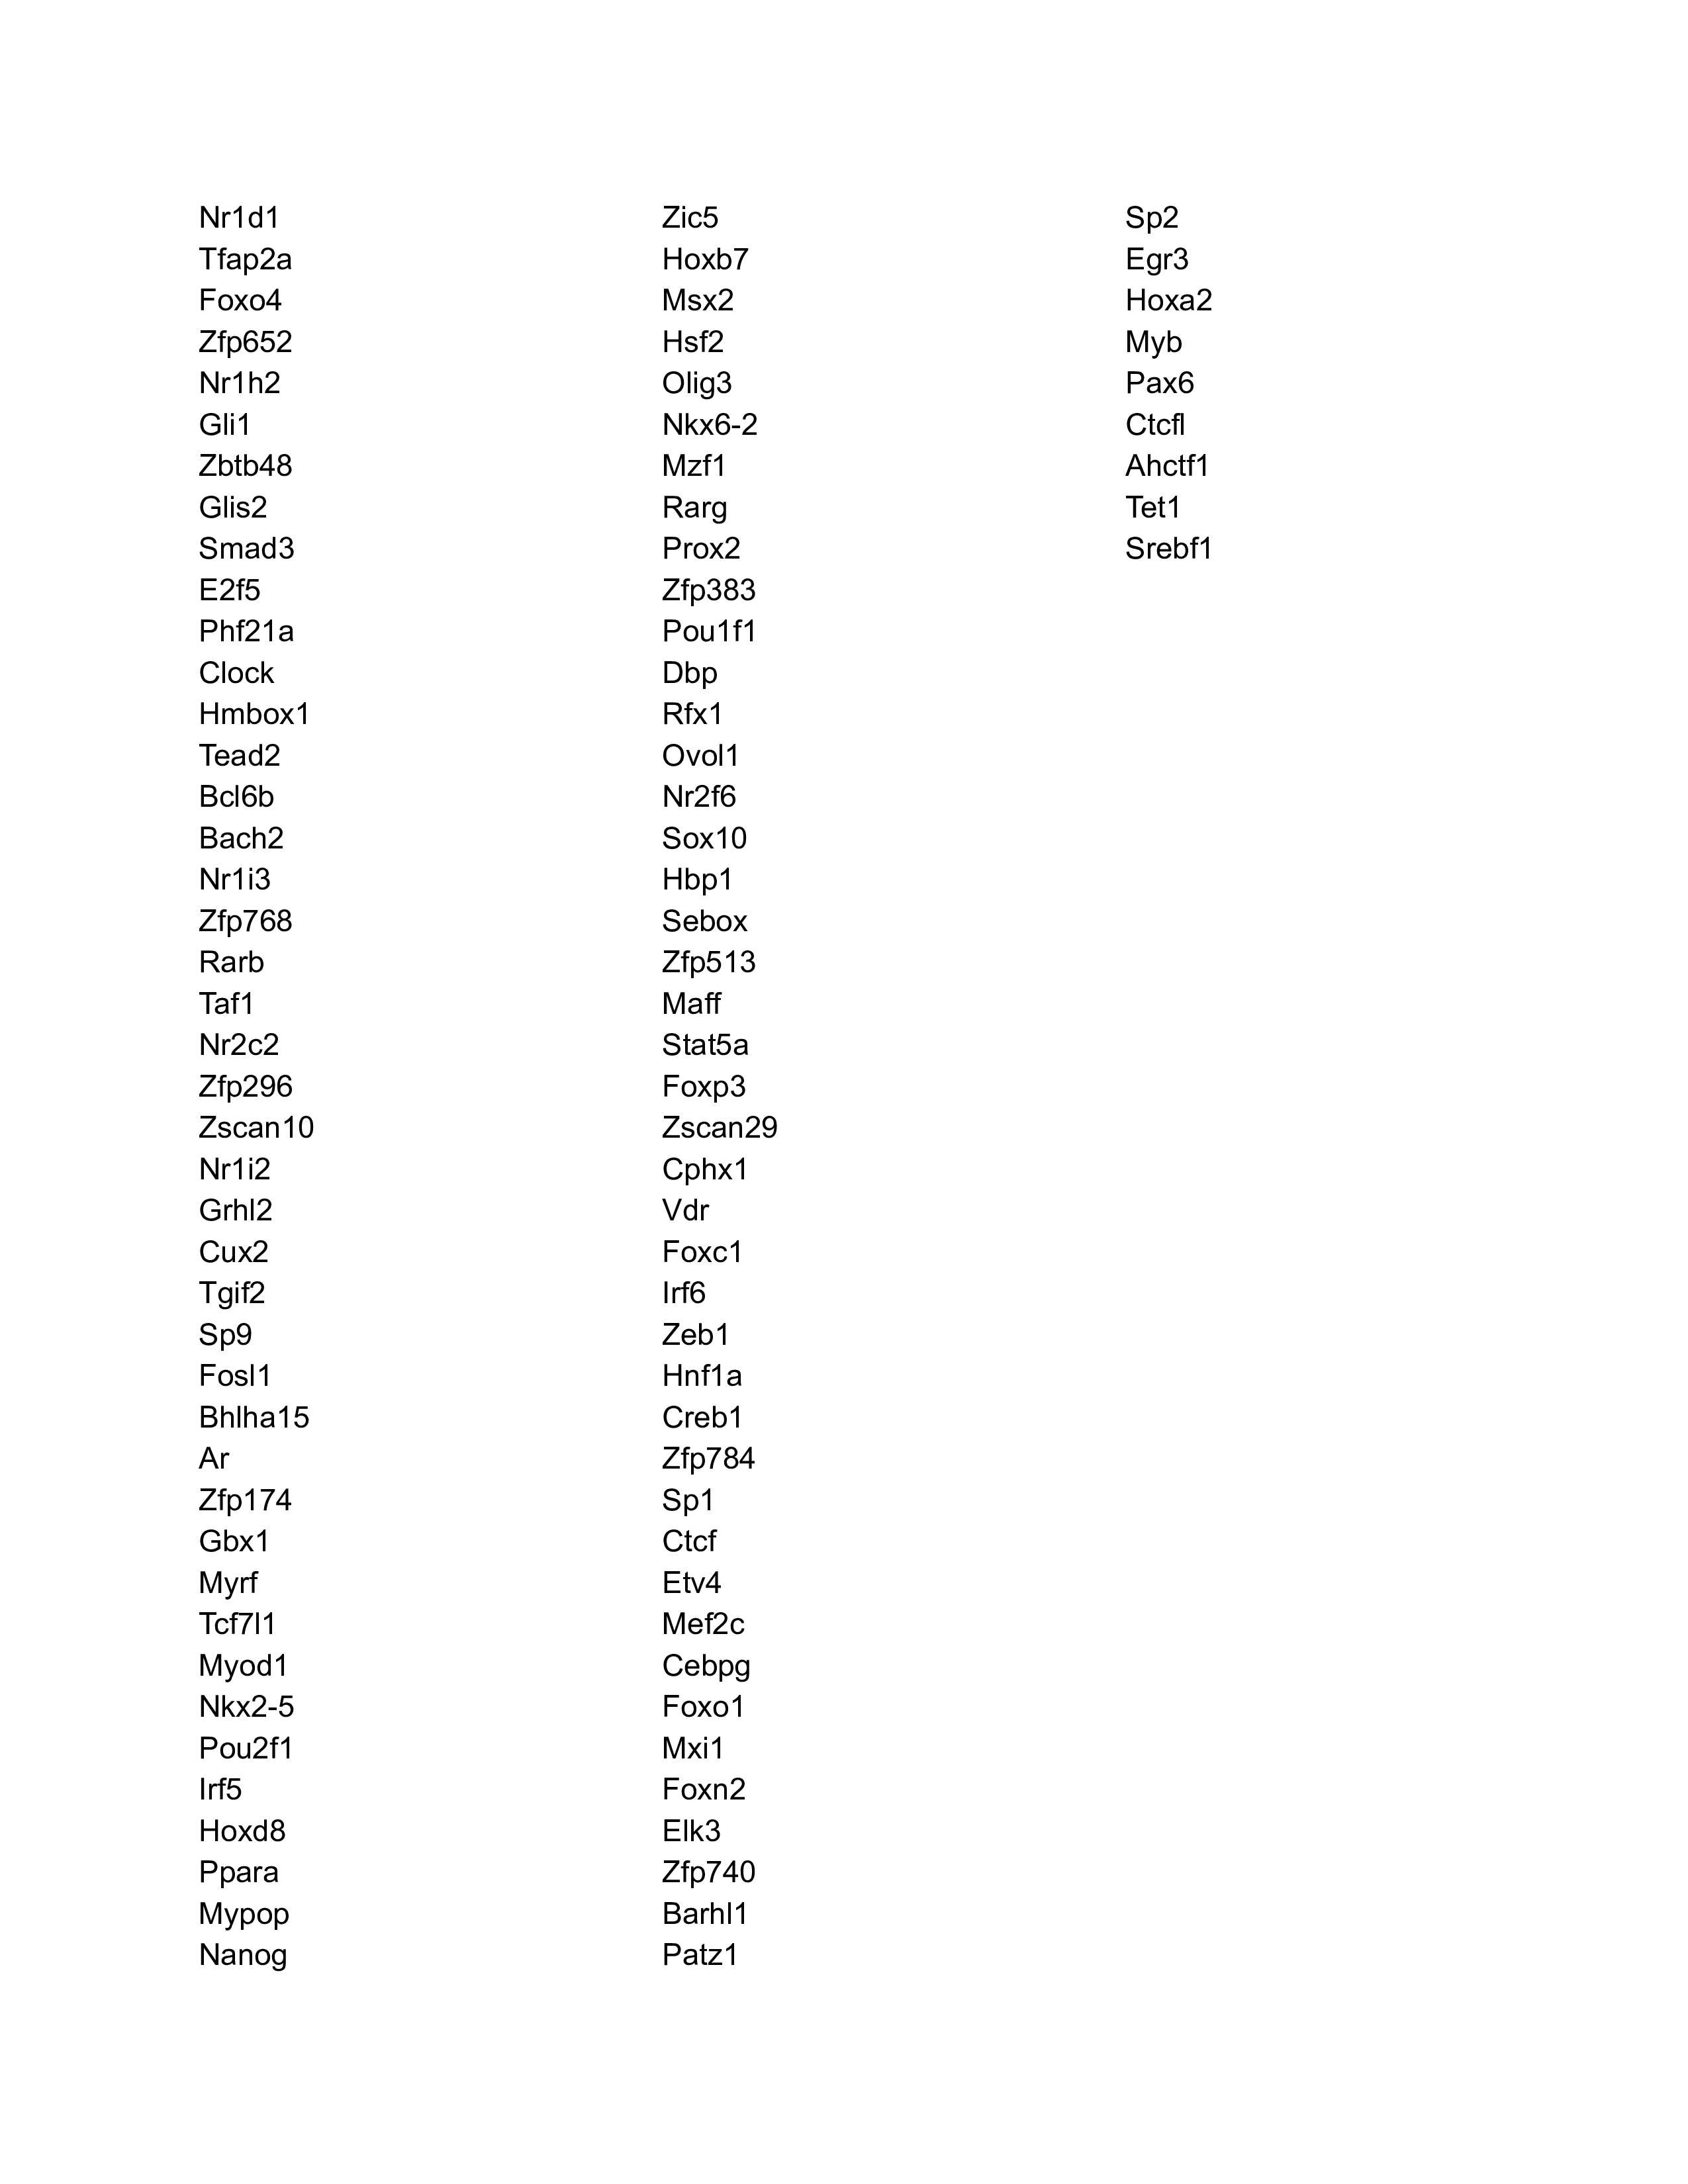 Nr1d1
Tfap2a
Foxo4
Zfp652
Nr1h2
Gli1
Zbtb48
Glis2
Smad3
E2f5
Phf21a
Clock
Hmbox1
Tead2
Bcl6b
Bach2
Nr1i3
Zfp768
Rarb
Taf1
Nr2c2
Zfp296
Zscan10
Nr1i2
Grhl2
Cux2
Tgif2
Sp9
Fosl1
Bhlha15
Ar
Zfp174
Gbx1
Myrf
Tcf7l1
Myod1
Nkx2-5
Pou2f1
Irf5
Hoxd8
Ppara
Mypop
Nanog
Zic5
Hoxb7
Msx2
Hsf2
Olig3
Nkx6-2
Mzf1
Rarg
Prox2
Zfp383
Pou1f1
Dbp
Rfx1
Ovol1
Nr2f6
Sox10
Hbp1
Sebox
Zfp513
Maff
Stat5a
Foxp3
Zscan29
Cphx1
Vdr
Foxc1
Irf6
Zeb1
Hnf1a
Creb1
Zfp784
Sp1
Ctcf
Etv4
Mef2c
Cebpg
Foxo1
Mxi1
Foxn2
Elk3
Zfp740
Barhl1
Patz1
Sp2
Egr3
Hoxa2
Myb
Pax6
Ctcfl
Ahctf1
Tet1
Srebf1